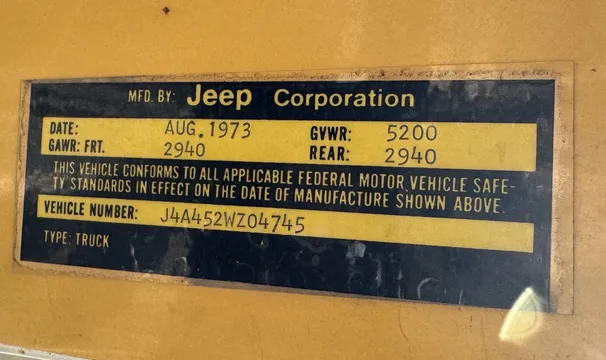 MFD. BY: Jeep Corporation
DATE: AUG. 1973 GVWR: 5200
GAWR: FRT. 2940 REAR: 2940
THIS VEHICLE CONFORMS TO ALL APPLICABLE FEDERAL MOTOR VEHICLE SAFE-
TY STANDARDS IN EFFECT ON THE DATE OF MANUFACTURE SHOWN ABOVE.
VEHICLE NUMBER: J4A452WZ04745
TYPE: TRUCK